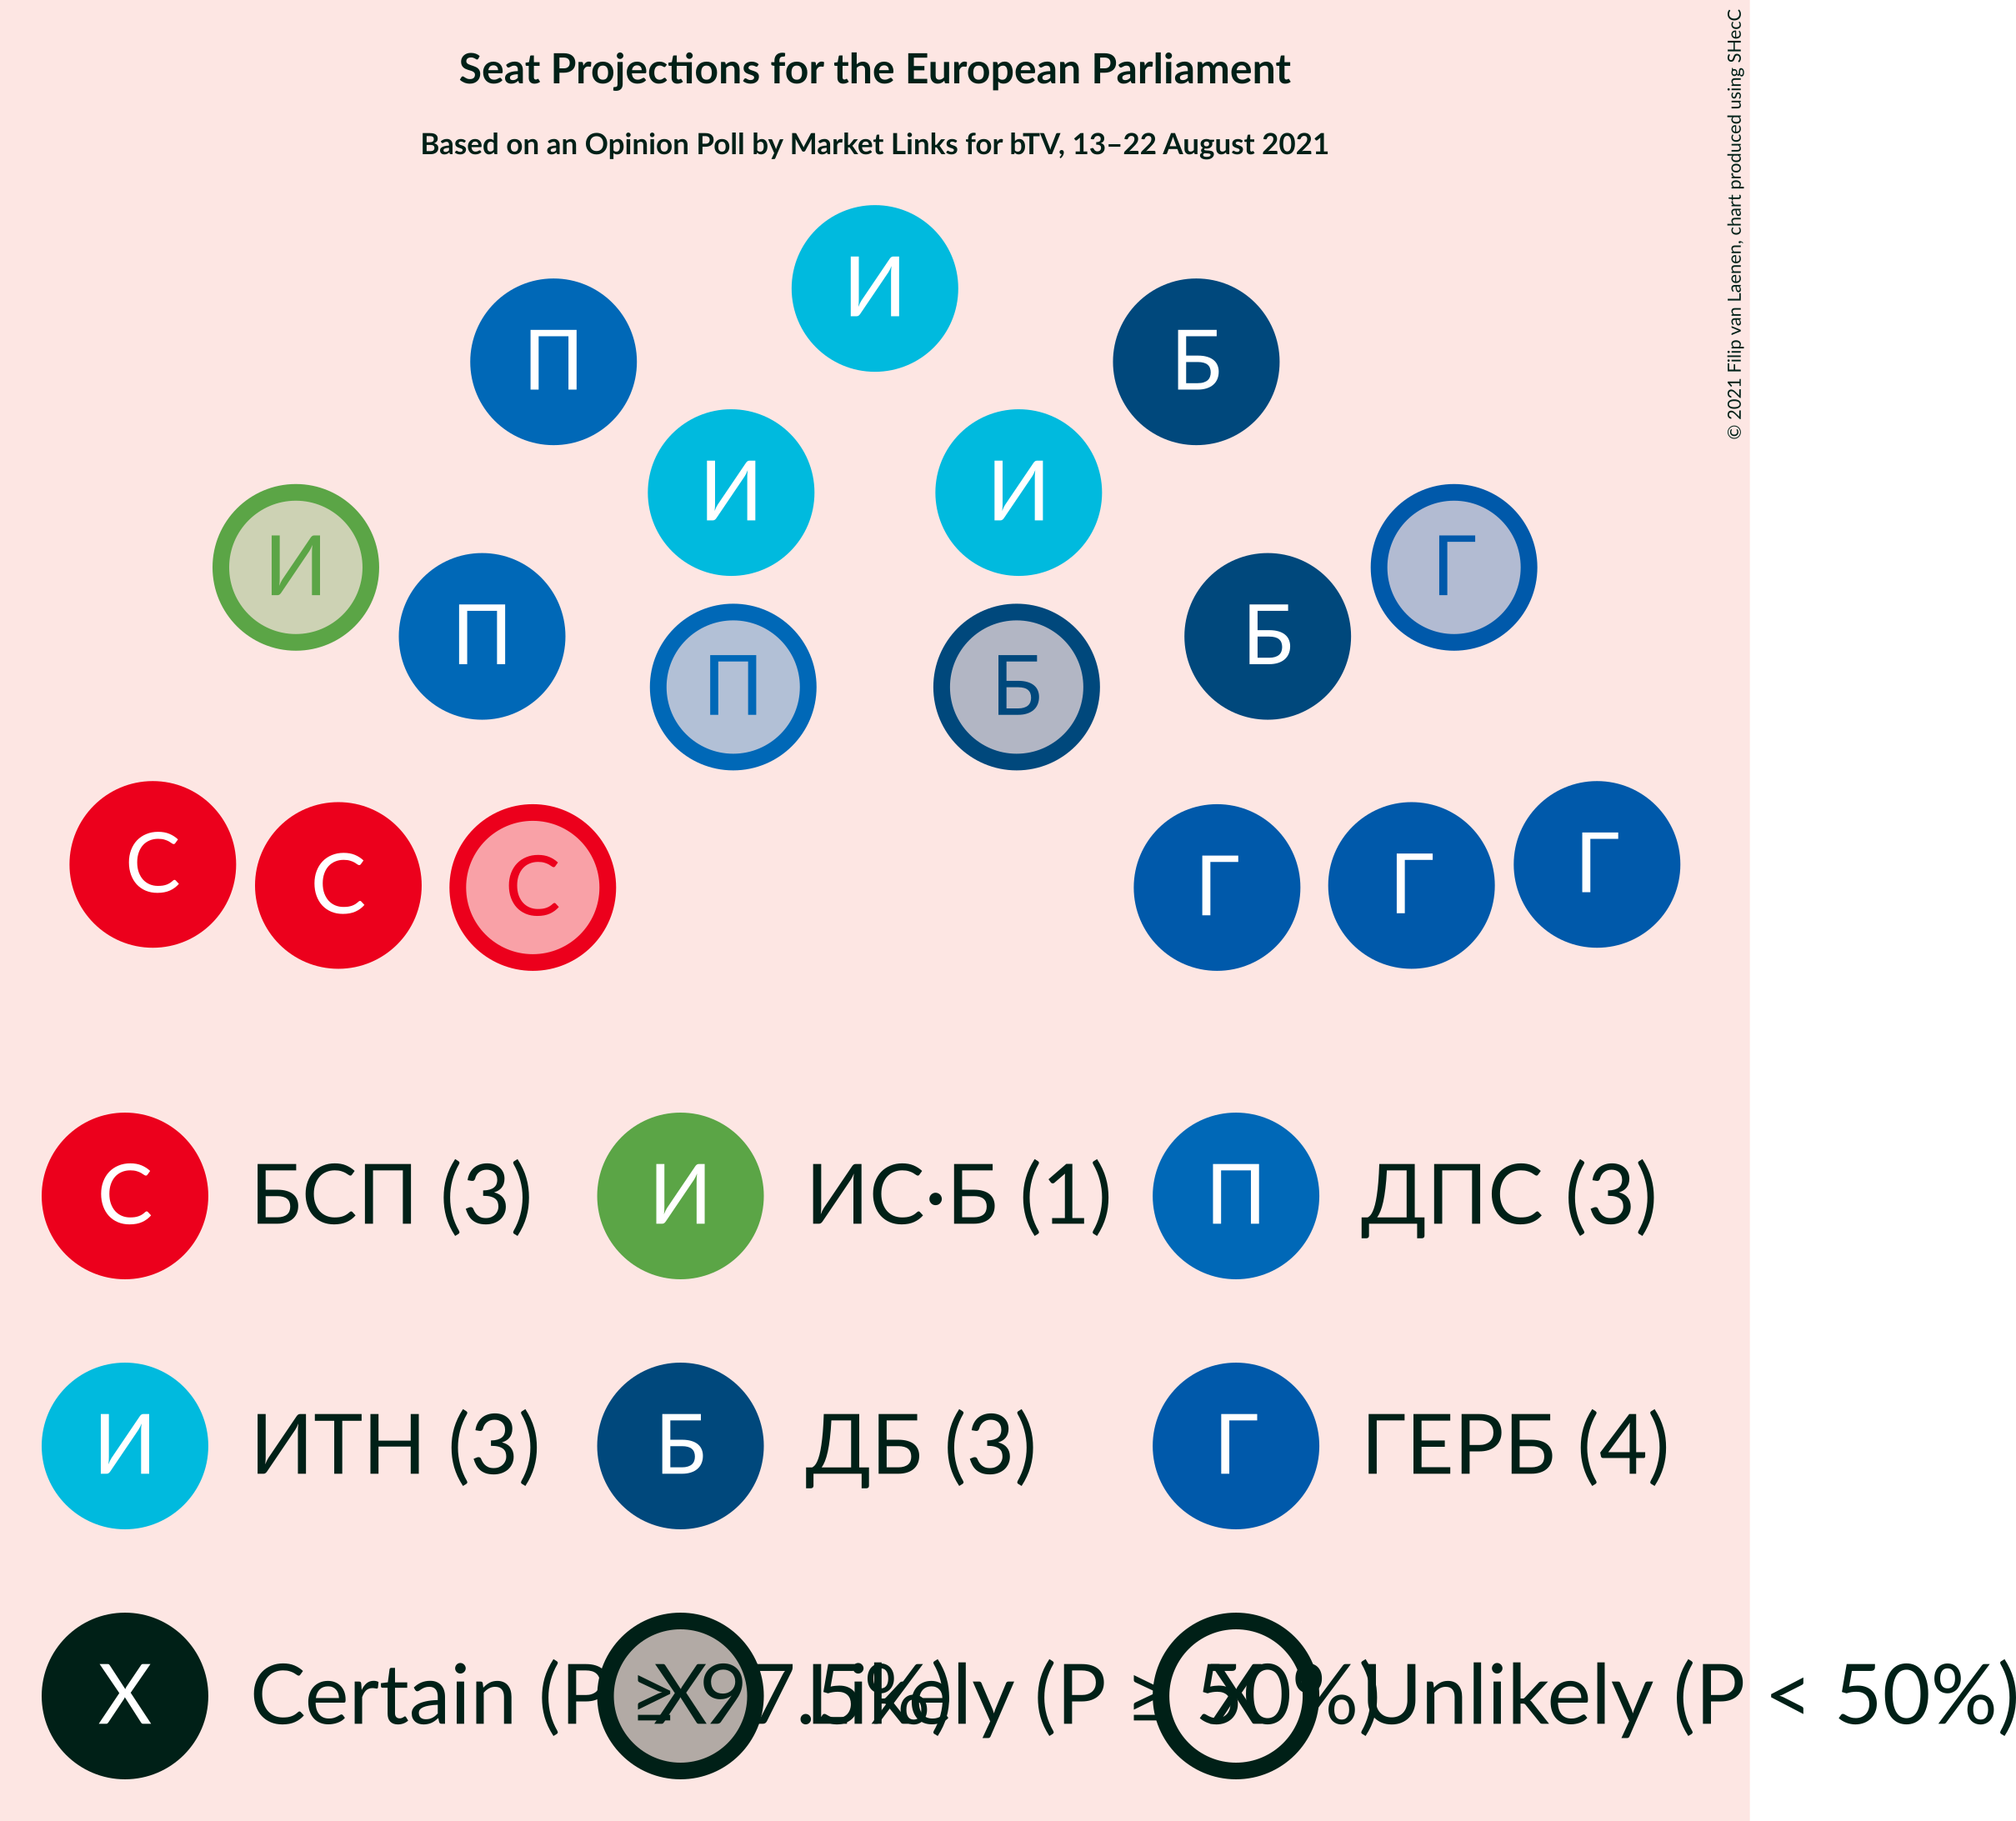 Seat Projections for the European Parliament
Based on an Opinion Poll by Market Links for bTV, 13–22 August 2021
© 2021 Filip van Laenen, chart produced using SHecC
И
П
Б
И
И
И
Г
П
Б
П
Б
С
С
С
Г
Г
Г
С БСП (3) И ИС·Б (1) П ДПС (3)
И ИТН (3) Б ДБ (3) Г ГЕРБ (4)
X Certain (P ≥ 97.5%) X Likely (P ≥ 50%) X Unlikely (P < 50%)